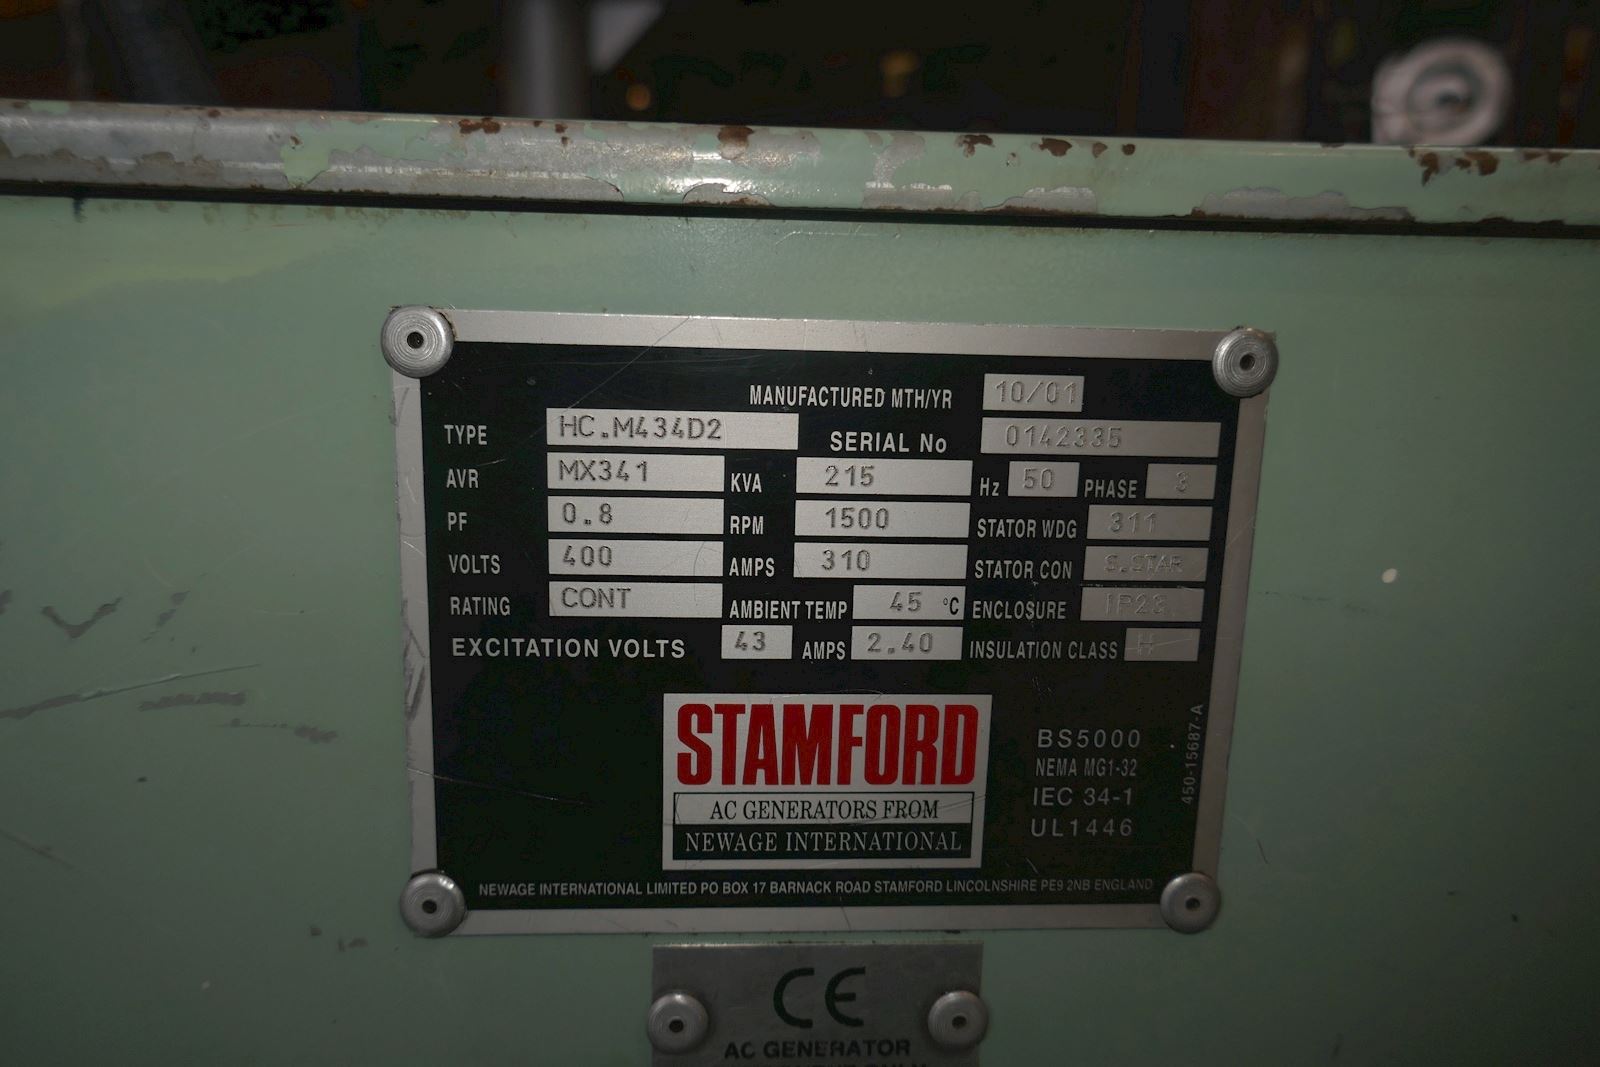 MANUFACTURED MTH/YR 10/01
TYPE HC.M434D2 SERIAL No 0142335
AVR MX341 KVA 215 Hz 50 PHASE 3
PF 0.8 RPM 1500 STATOR WDG 311
VOLTS 400 AMPS 310 STATOR CON S.STAR
RATING CONT AMBIENT TEMP 45 °C ENCLOSURE IP23
EXCITATION VOLTS 43 AMPS 2.40 INSULATION CLASS H
STAMFORD
AC GENERATORS FROM
NEWAGE INTERNATIONAL
BS5000
NEMA MG1-32
IEC 34-1
UL1446
450-15687-A
NEWAGE INTERNATIONAL LIMITED PO BOX 17 BARNACK ROAD STAMFORD LINCOLNSHIRE PE9 2NB ENGLAND
CE
AC GENERATOR